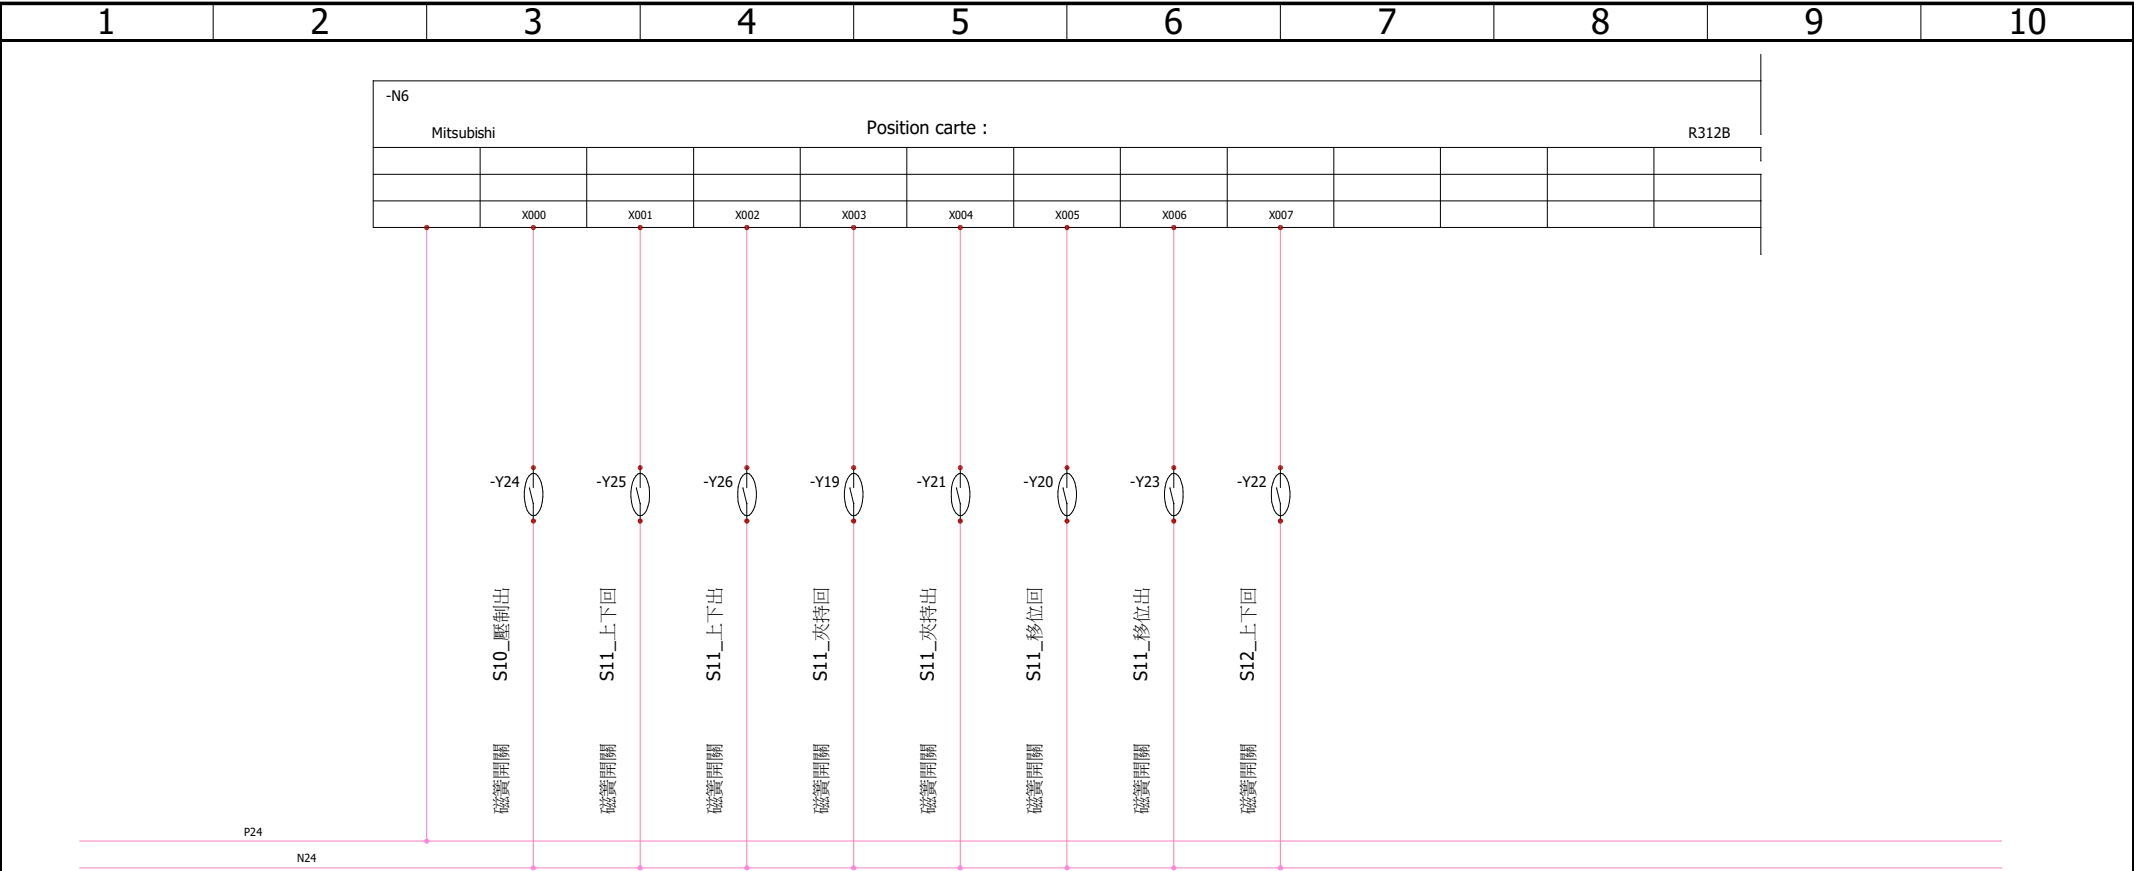 1 2 3 4 5 6 7 8 9 10
-N6
Mitsubishi Position carte : R312B
X000 X001 X002 X003 X004 X005 X006 X007
-Y24 -Y25 -Y26 -Y19 -Y21 -Y20 -Y23 -Y22
S10_壓制出
S11_上下回
S11_上下出
S11_夾持回
S11_夾持出
S11_移位回
S11_移位出
S12_上下回
磁簧開關
磁簧開關
磁簧開關
磁簧開關
磁簧開關
磁簧開關
磁簧開關
磁簧開關
P24
N24